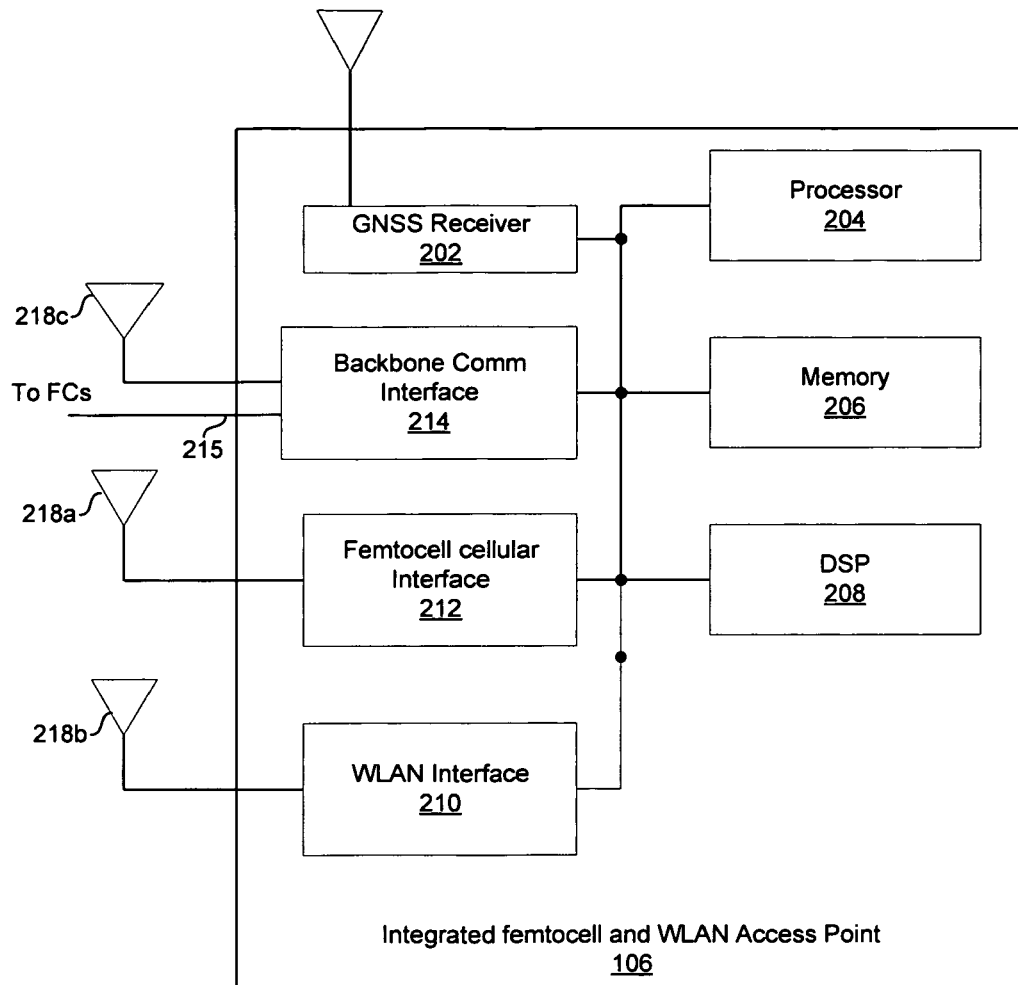 Processor
204
GNSS Receiver
202
218c
Backbone Comm
Interface
214
Memory
206
To FCs
215
218a
Femtocell cellular
Interface
212
DSP
208
218b
WLAN Interface
210
Integrated femtocell and WLAN Access Point
106